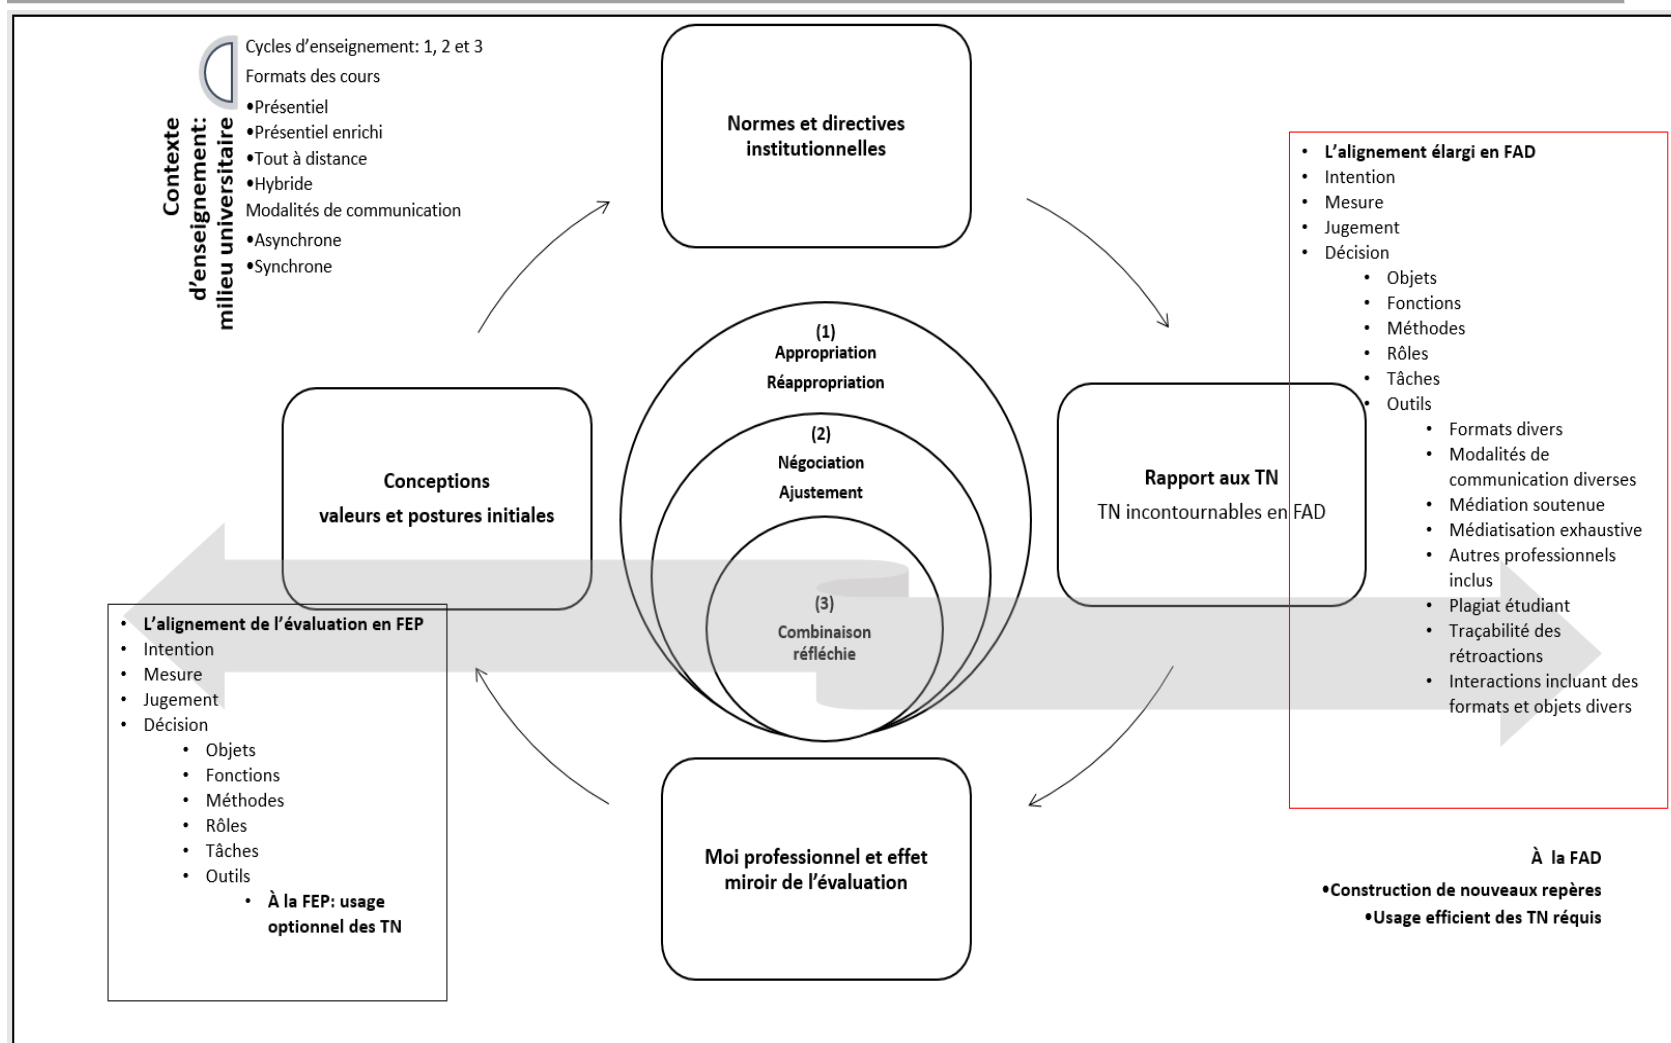 Contexte
d’enseignement:
milieu universitaire
Cycles d’enseignement: 1, 2 et 3
Formats des cours
•Présentiel
•Présentiel enrichi
•Tout à distance
•Hybride
Modalités de communication
•Asynchrone
•Synchrone
Normes et directives
institutionnelles
(1)
Appropriation
Réappropriation
(2)
Négociation
Ajustement
(3)
Combinaison
réfléchie
Conceptions
valeurs et postures initiales
Rapport aux TN
TN incontournables en FAD
• L’alignement élargi en FAD
• Intention
• Mesure
• Jugement
• Décision
• Objets
• Fonctions
• Méthodes
• Rôles
• Tâches
• Outils
• Formats divers
• Modalités de
communication diverses
• Médiation soutenue
• Médiatisation exhaustive
• Autres professionnels
inclus
• Plagiat étudiant
• Traçabilité des
rétroactions
• Interactions incluant des
formats et objets divers
• L’alignement de l’évaluation en FEP
• Intention
• Mesure
• Jugement
• Décision
• Objets
• Fonctions
• Méthodes
• Rôles
• Tâches
• Outils
• À la FEP: usage
optionnel des TN
Moi professionnel et effet
miroir de l’évaluation
À la FAD
•Construction de nouveaux repères
•Usage efficient des TN réquis